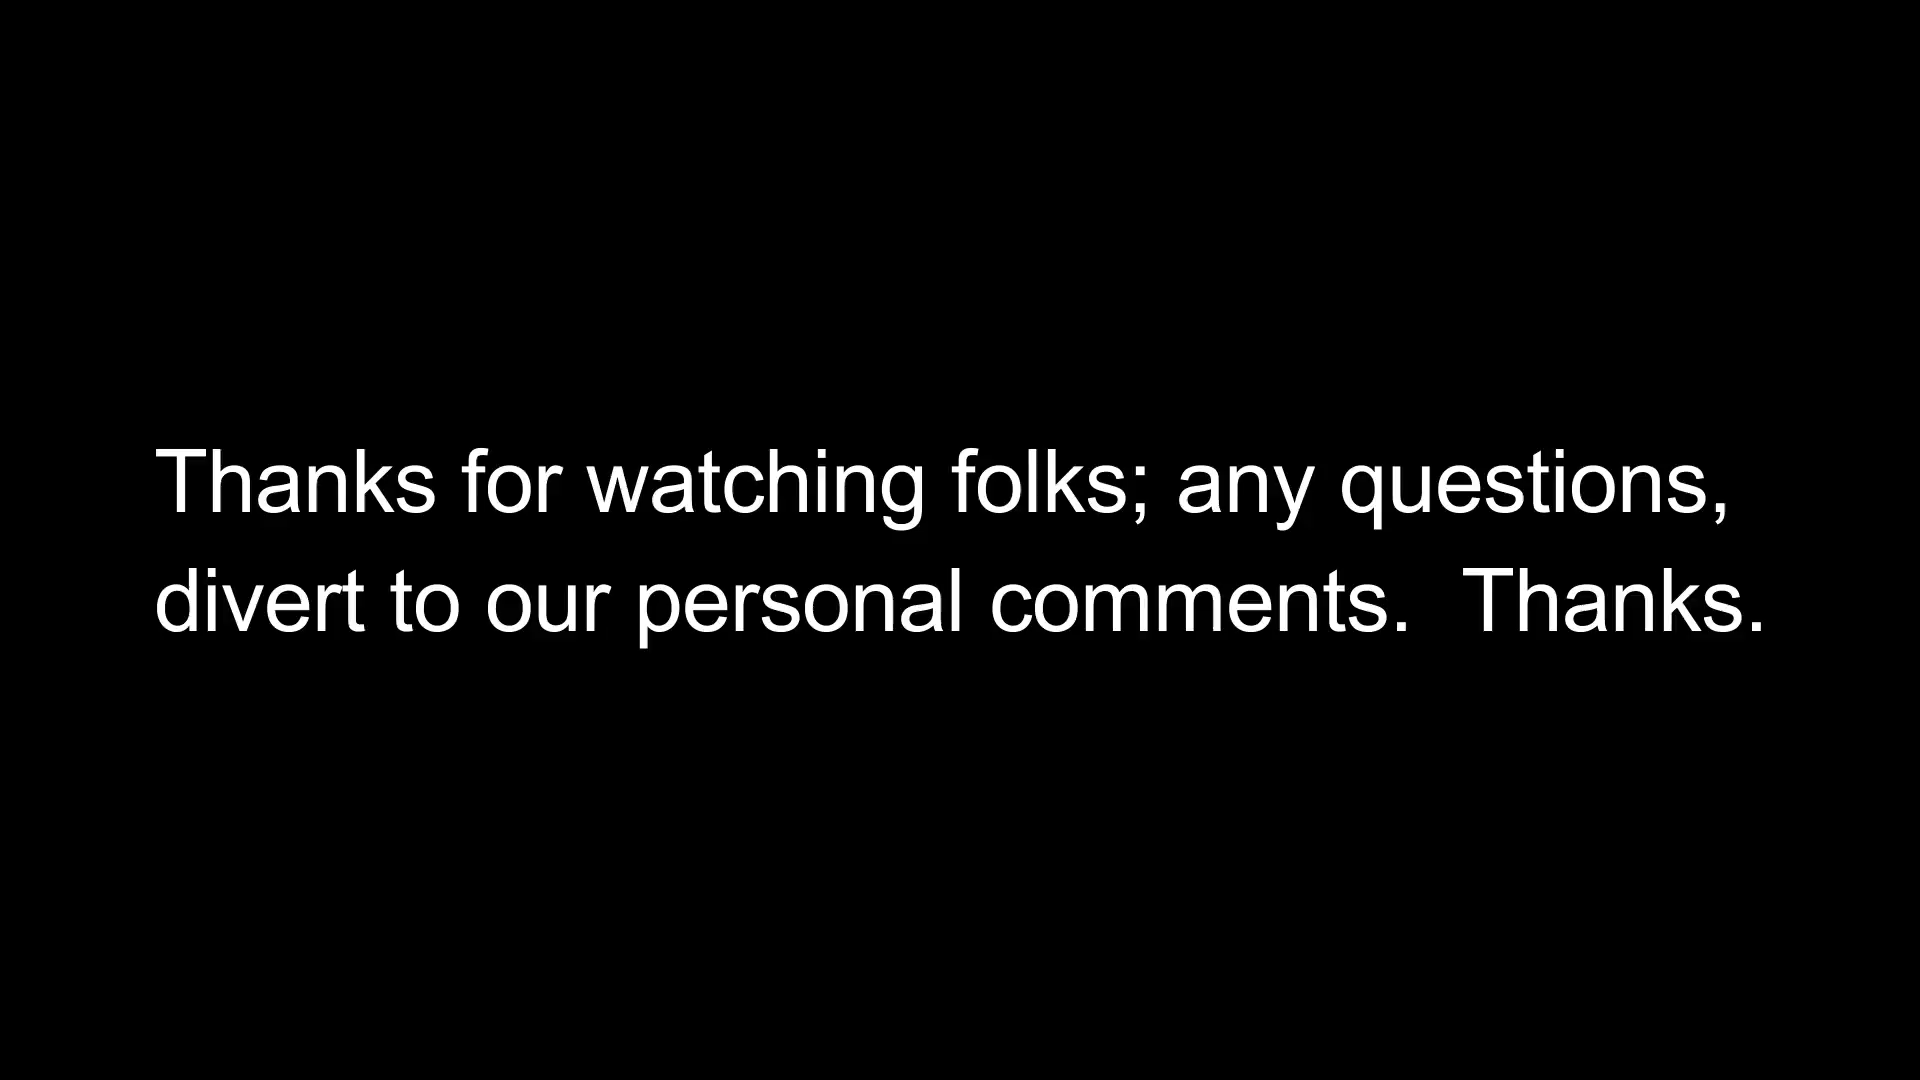 Thanks for watching folks; any questions,
divert to our personal comments.  Thanks.